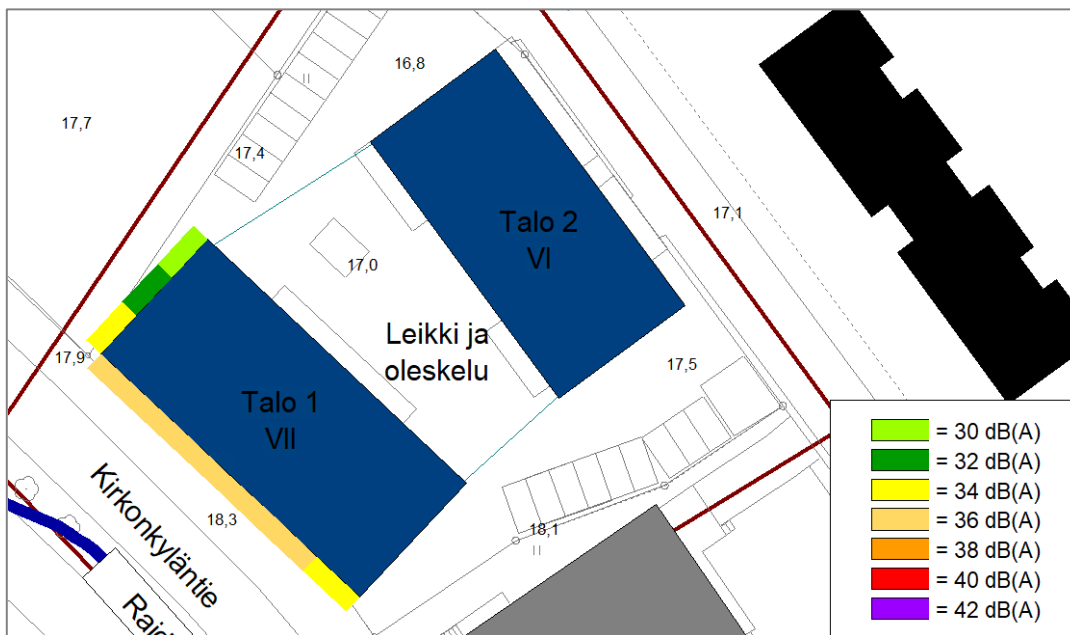 16,8
17,7
17,4
Talo 2
VI
17,1
17,0
Leikki ja
oleskelu
17,9
17,5
Talo 1
VII
= 30 dB(A)
= 32 dB(A)
= 34 dB(A)
= 36 dB(A)
= 38 dB(A)
= 40 dB(A)
= 42 dB(A)
Kirkonkyläntie
18,3
18,1